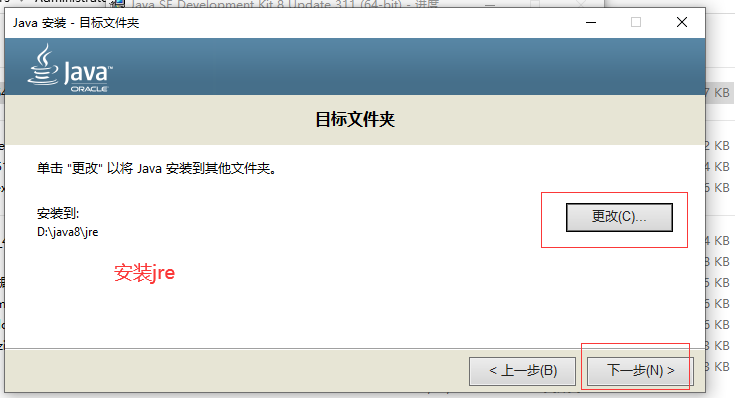 Administrat
Java SE Development Kit 8 Update 311 (64-bit) - 进度
Java 安装 - 目标文件夹
Java
ORACLE
7 KB
目标文件夹
2 KB
单击 "更改" 以将 Java 安装到其他文件夹。
4 KB
5 KB
安装到:
更改(C)...
D:\java8\jre
4 KB
安装jre
8 KB
5 KB
5 KB
6 KB
3 KB
< 上一步(B)
下一步(N) >
3 KB